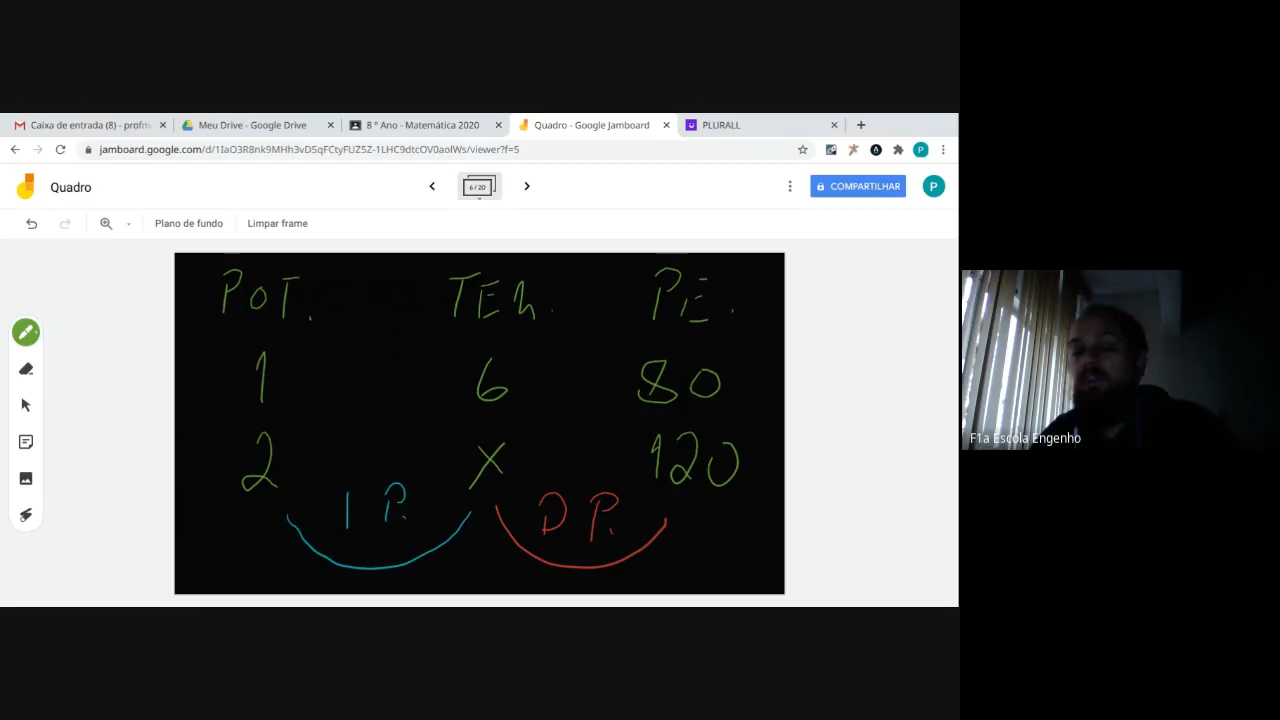 Caixa de entrada (8) - profm
Meu Drive - Google Drive
8 º Ano - Matemática 2020
Quadro - Google Jamboard
PLURALL
jamboard.google.com/d/1IaO3R8nk9MHh3vD5qFCtyFUZ5Z-1LHC9dtcOV0aolWs/viewer?f=5
Quadro
6 / 20
COMPARTILHAR
P
Plano de fundo
Limpar frame
POT. TEM. PE.
1 6 80
2 X 120
I P. D P.
F1a Escola Engenho